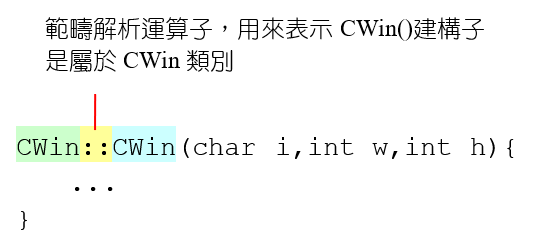 範疇解析運算子，用來表示 CWin()建構子
是屬於 CWin 類別
CWin::CWin(char i,int w,int h){
...
}